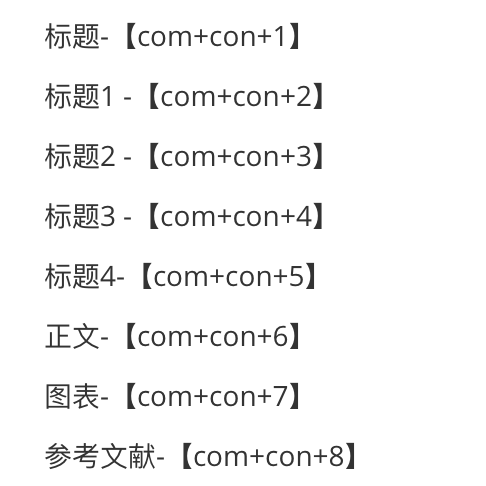 标题-【com+con+1】
标题1 -【com+con+2】
标题2 -【com+con+3】
标题3 -【com+con+4】
标题4-【com+con+5】
正文-【com+con+6】
图表-【com+con+7】
参考文献-【com+con+8】